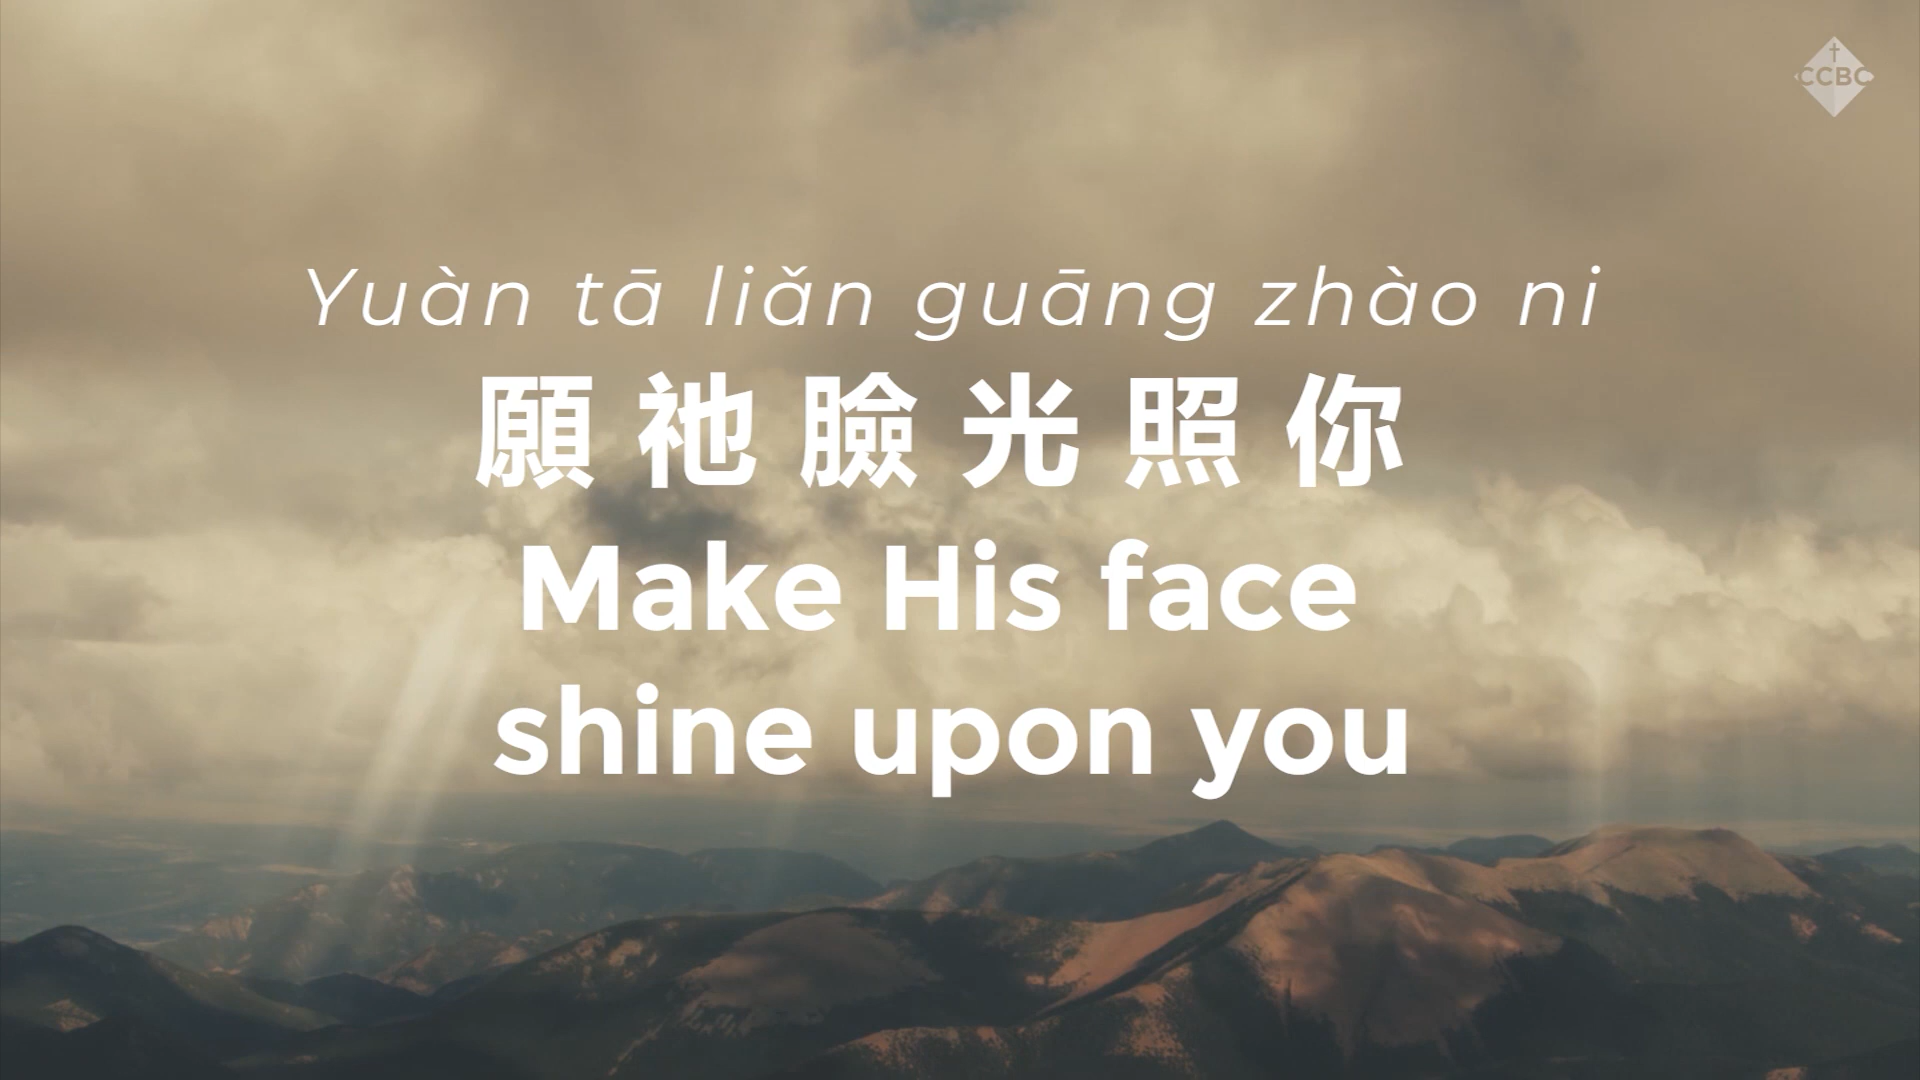 CCBC
Yuàn tā liǎn guāng zhào ni
願祂臉光照你
Make His face
shine upon you